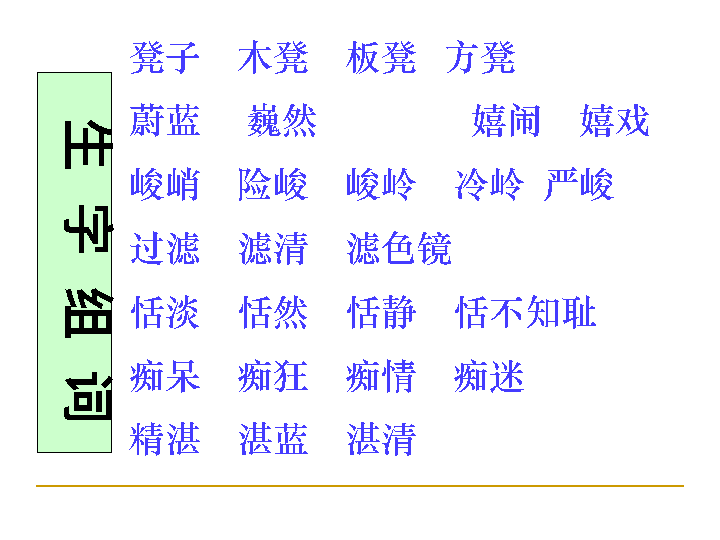 生字组词
凳子 木凳 板凳 方凳
蔚蓝 巍然 嬉闹 嬉戏
峻峭 险峻 峻岭 冷岭 严峻
过滤 滤清 滤色镜
恬淡 恬然 恬静 恬不知耻
痴呆 痴狂 痴情 痴迷
精湛 湛蓝 湛清